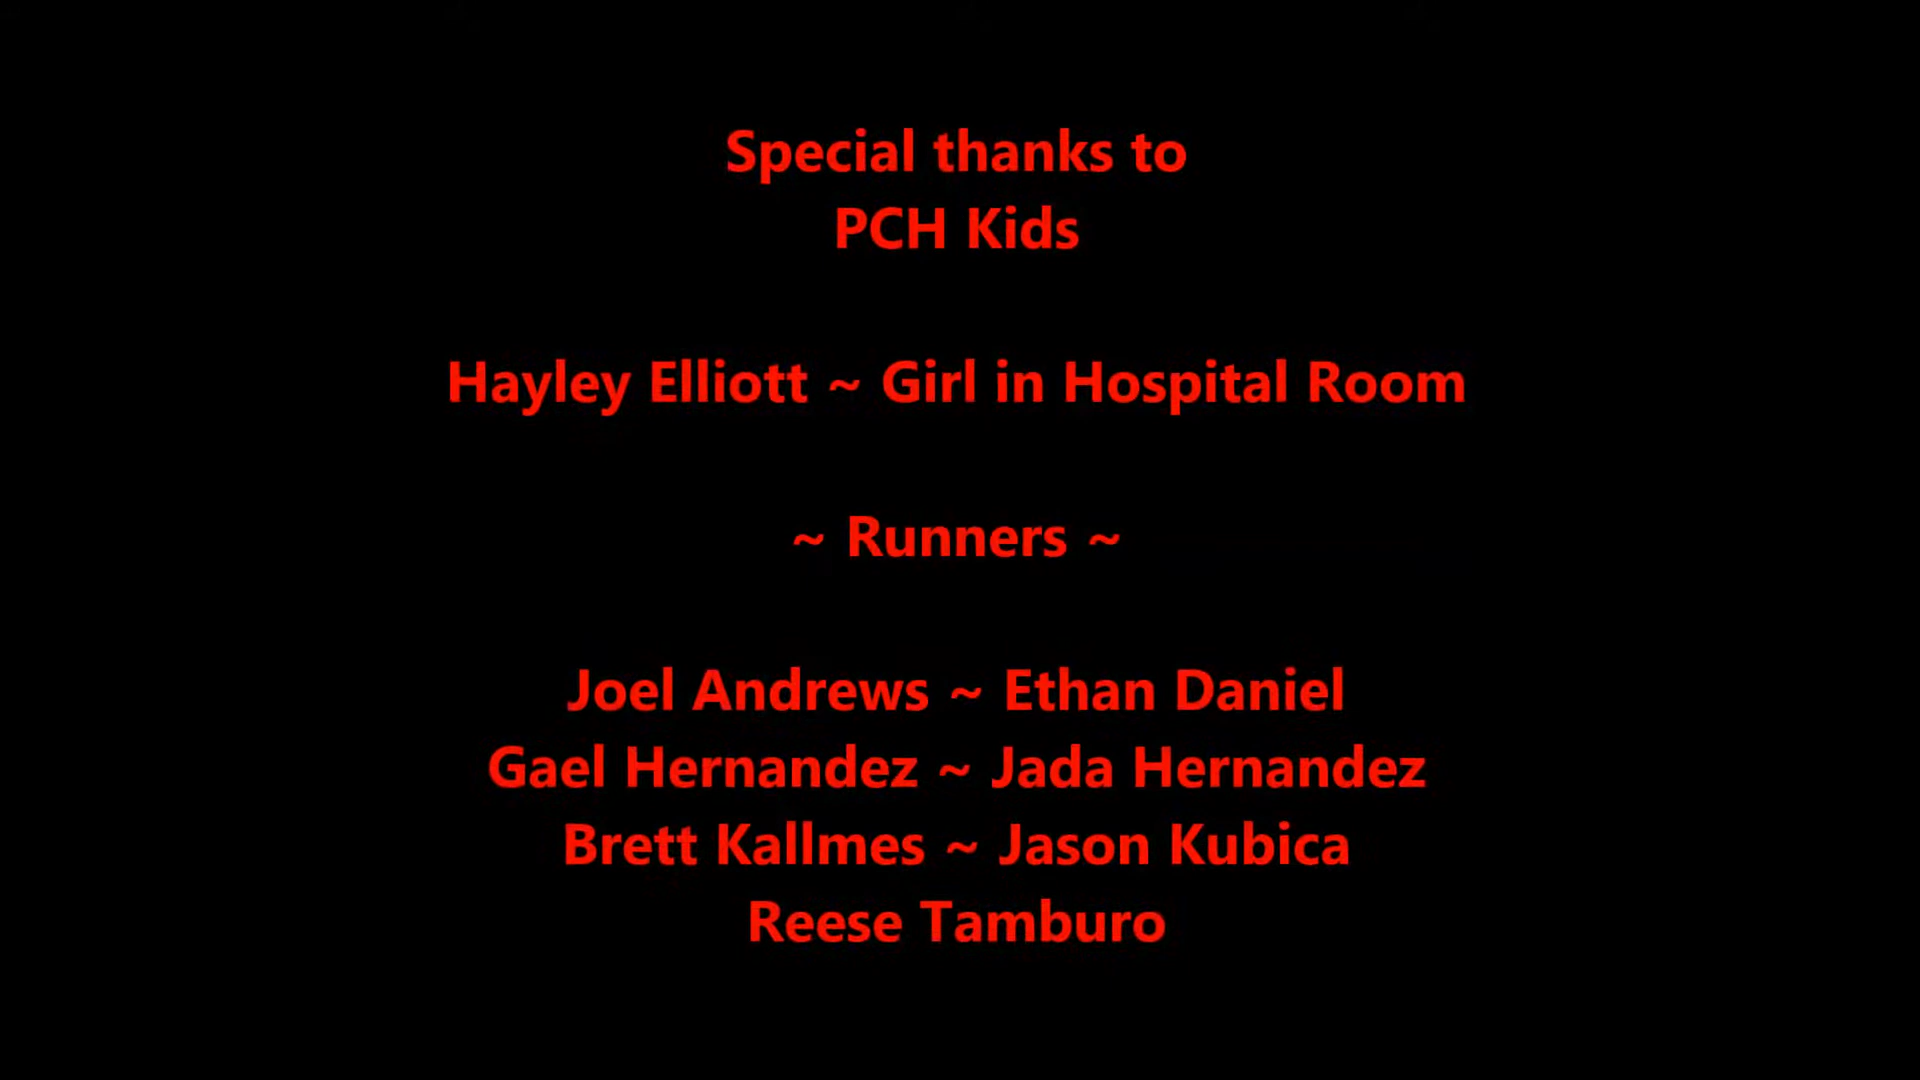 Special thanks to
PCH Kids
Hayley Elliott ~ Girl in Hospital Room
~ Runners ~
Joel Andrews ~ Ethan Daniel
Gael Hernandez ~ Jada Hernandez
Brett Kallmes ~ Jason Kubica
Reese Tamburo